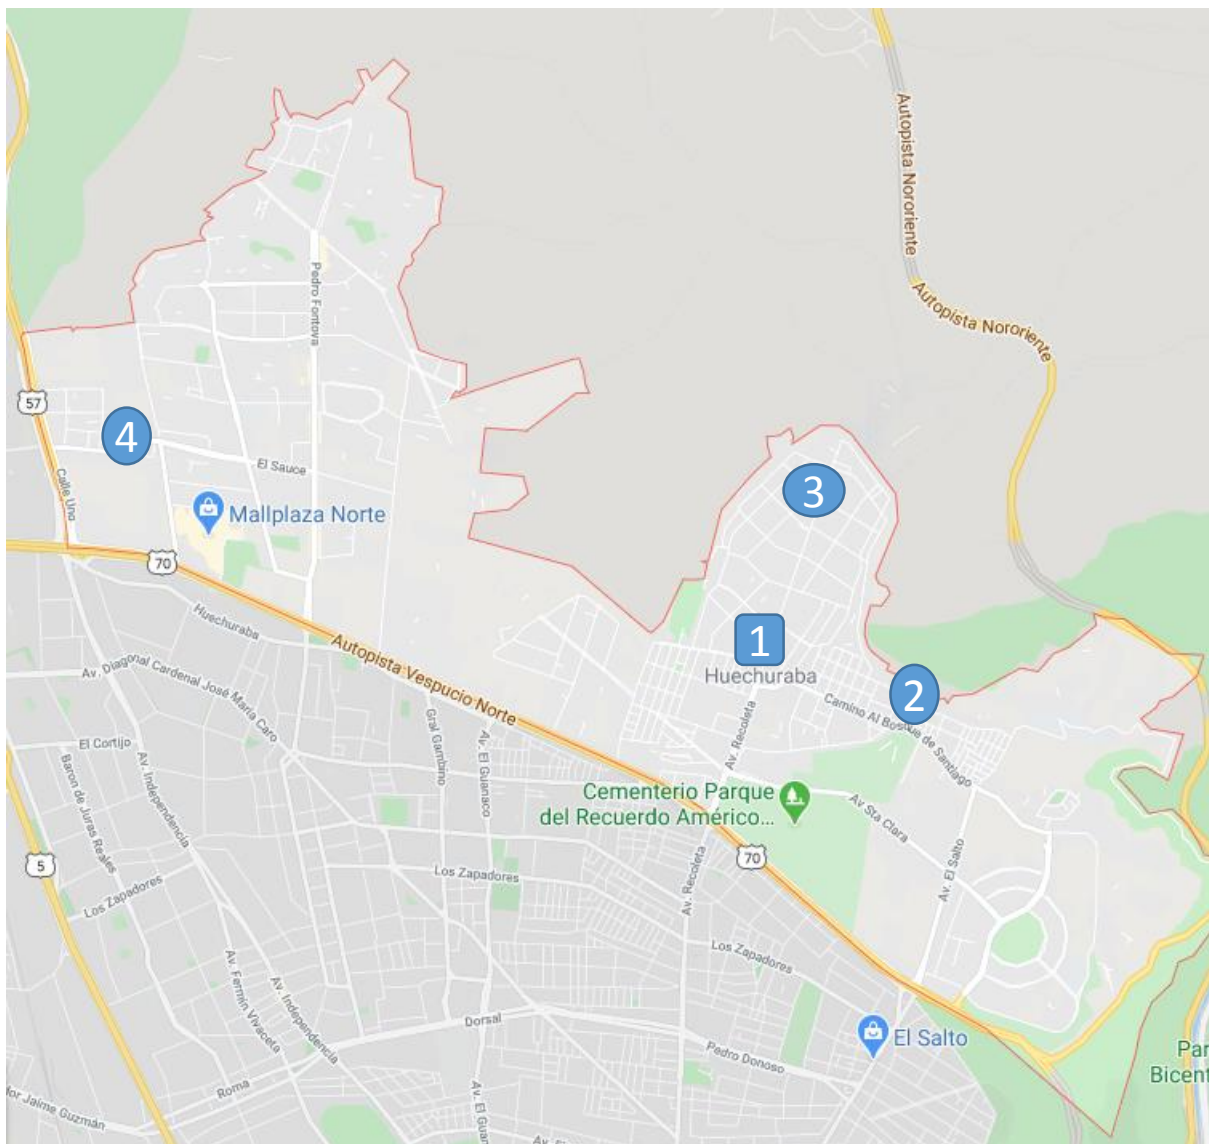 Autopista Nororiente
Autopista Nororiente
Pedro Fontova
57
4
El Sauce
3
Calle Uno
Mallplaza Norte
70
Huechuraba
Autopista Vespucio Norte
1
Huechuraba
2
Av. Diagonal Cardenal José María Caro
Camino Al Bosque de Santiago
Av. Recoleta
Gral Gambino
Av. El Guanaco
El Cortijo
Baron de Juras Reales
Av. Independencia
Cementerio Parque
del Recuerdo Américo...
Av Sta Clara
70
5
Los Zapadores
Av. Recoleta
Av. El Salto
Los Zapadores
Los Zapadores
Av. Fermín Vivaceta
Av. Independencia
Dorsal
El Salto
Pedro Donoso
Par
Bicent
Roma
Av. El Guan
dor Jaime Guzmán